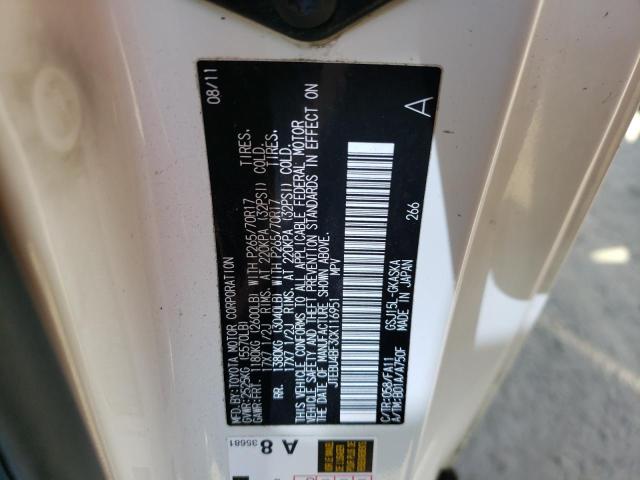 MFD.BY TOYOTA MOTOR CORPORATION 08/11
GVWR: 2525KG (5570LB)
GAWR:FRT. 1180KG (2600LB) WITH P265/70R17 TIRES.
17X7 1/2J RIMS. AT 220KPA (32PSI) COLD.
RR. 1380KG (3040LB) WITH P265/70R17 TIRES.
17X7 1/2J RIMS. AT 220KPA (32PSI) COLD.
THIS VEHICLE CONFORMS TO ALL APPLICABLE FEDERAL MOTOR
VEHICLE SAFETY AND THEFT PREVENTION STANDARDS IN EFFECT ON
THE DATE OF MANUFACTURE SHOWN ABOVE.
MPV
266 A
C/TR:058/FA11 GSJ15L-GKASKA
A/TM:B01A/A750F MADE IN JAPAN
A 8
35681